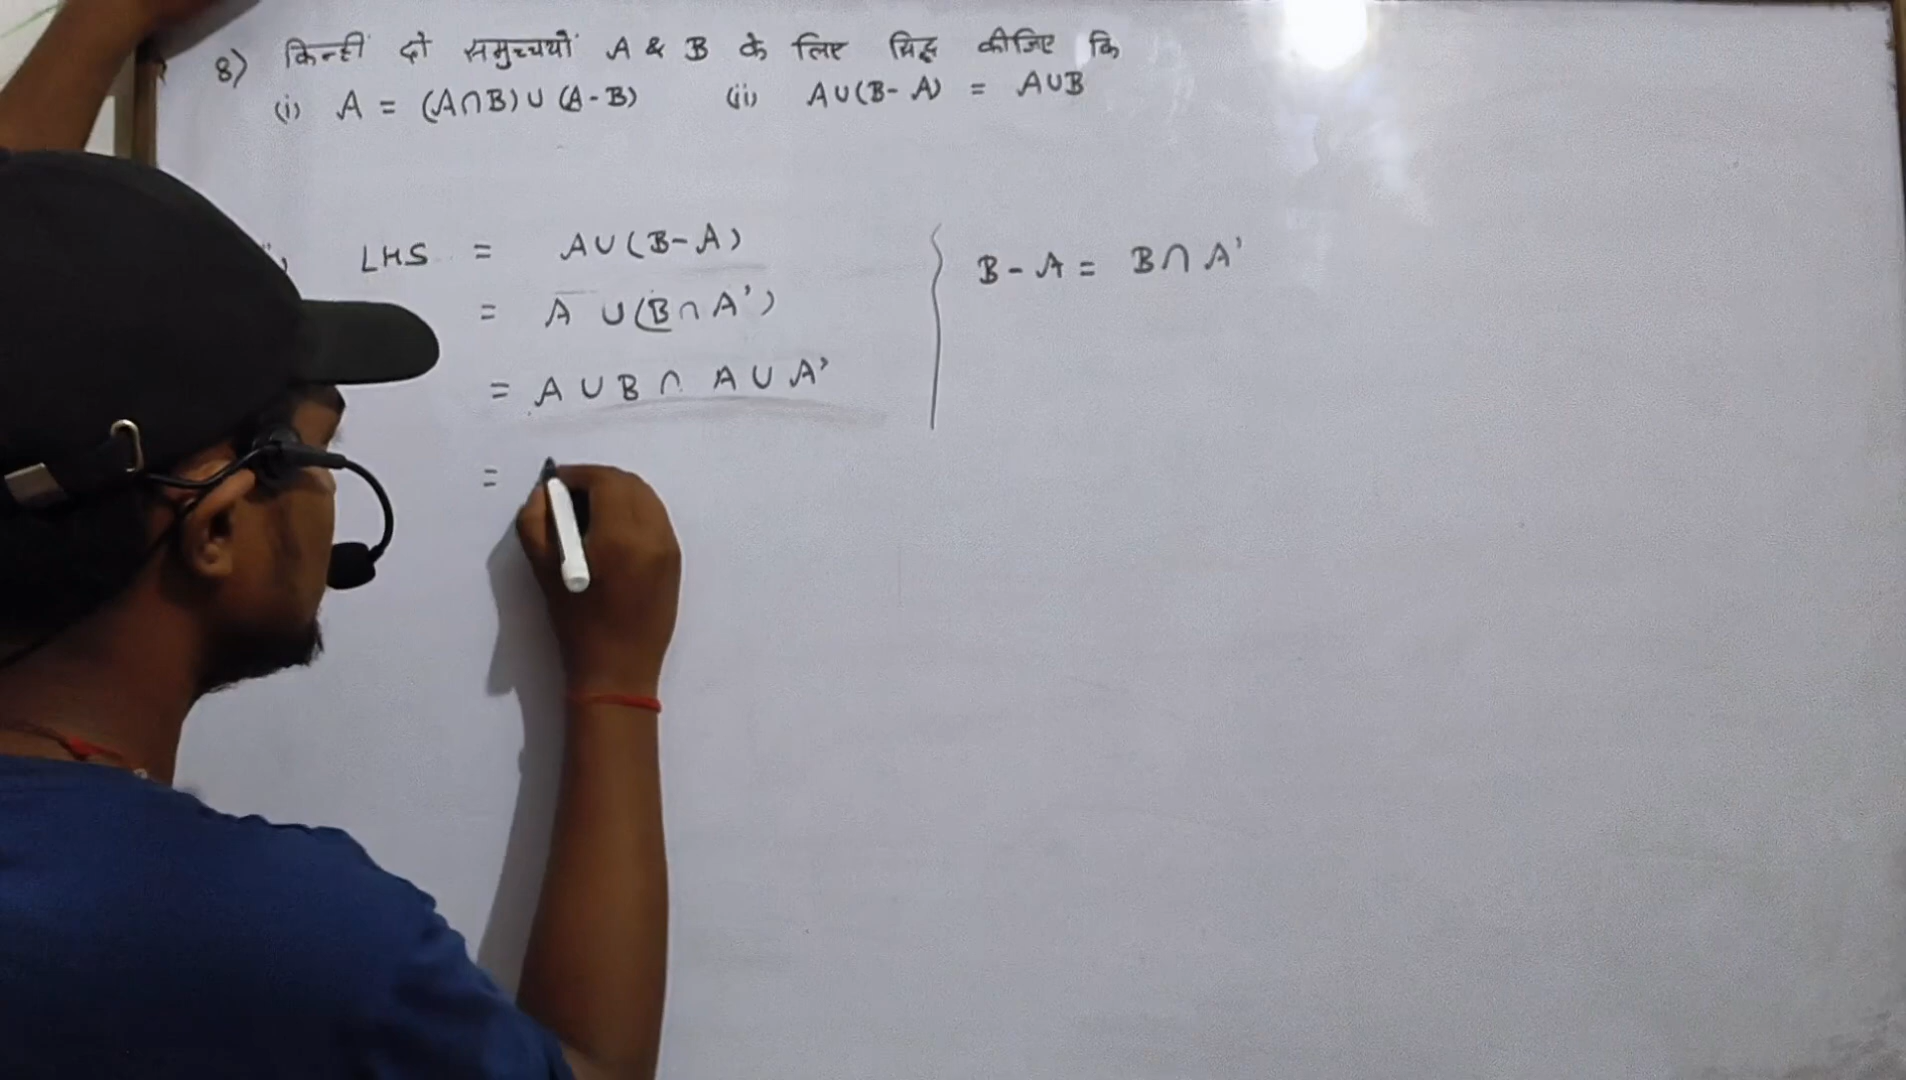 8) किन्हीं दो समुच्चयों A & B के लिए सिद्ध कीजिए कि
(i) A = (A∩B)∪(A-B) (ii) A∪(B-A) = A∪B
LHS = A∪(B-A)
= A ∪(B∩A')
= A∪B∩ A∪A'
=
B-A = B∩A'